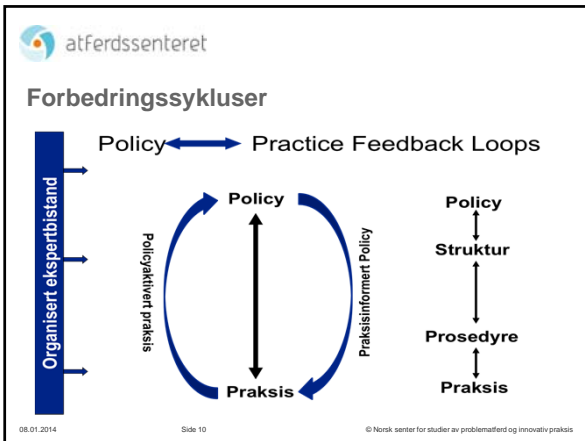 atferdssenteret
Forbedringssykluser
Policy Practice Feedback Loops
Organisert ekspertbistand
Policyaktivert praksis
Policy
Praksis
Praksisinformert Policy
Policy
Struktur
Prosedyre
Praksis
08.01.2014 Side 10 © Norsk senter for studier av problematferd og innovativ praksis